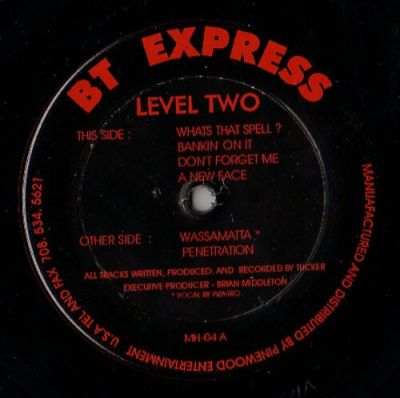 BT EXPRESS
LEVEL TWO
THIS SIDE : WHATS THAT SPELL ?
BANKIN' ON IT
DON'T FORGET ME
A NEW FACE
OTHER SIDE : WASSAMATTA *
PENETRATION
ALL TRACKS WRITTEN, PRODUCED, AND RECORDED BY TUCKER
EXECUTIVE PRODUCER - BRIAN MIDDLETON
* VOCAL BY PIZARRO
MH-04 A
MANUAFACTURED AND DISTRIBUTED BY PINEWOOD ENTERTAINMENT U.S.A TEL AND FAX 708. 534. 5621